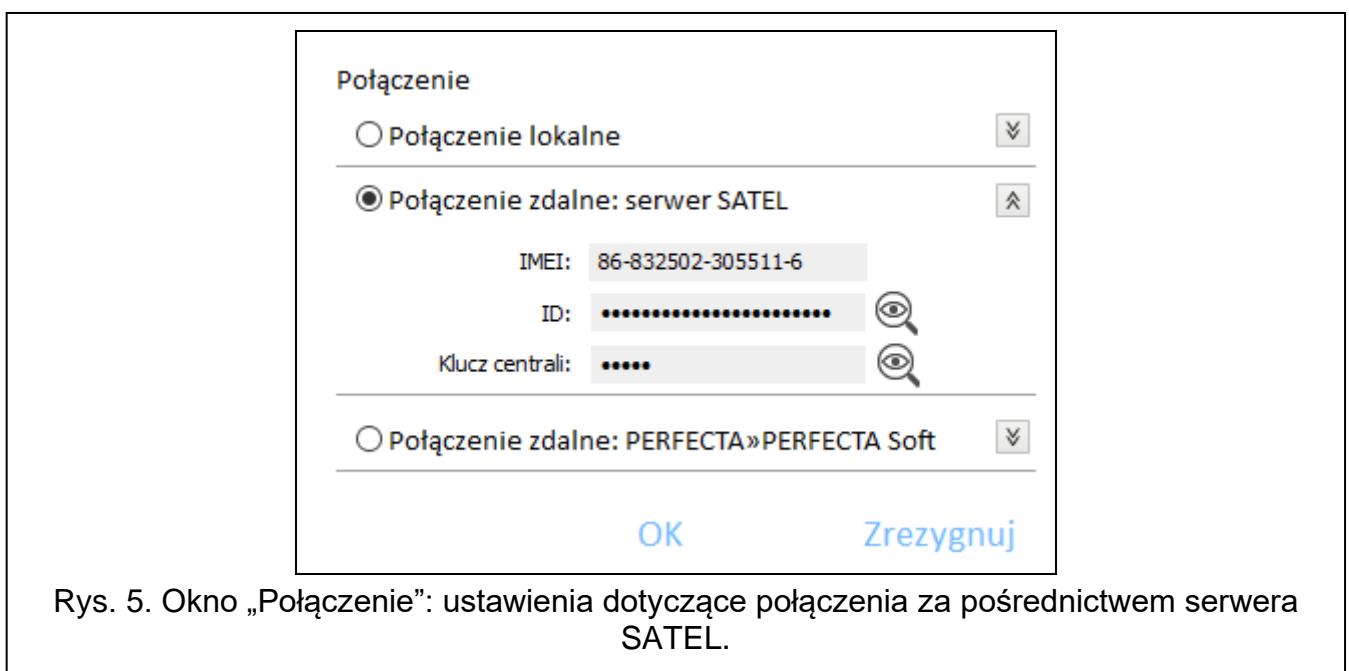 Połączenie
Połączenie lokalne
Połączenie zdalne: serwer SATEL
IMEI: 86-832502-305511-6
ID: •••••••••••••••••••••••
Klucz centrali: •••••
Połączenie zdalne: PERFECTA»PERFECTA Soft
OK Zrezygnuj
Rys. 5. Okno „Połączenie”: ustawienia dotyczące połączenia za pośrednictwem serwera
SATEL.